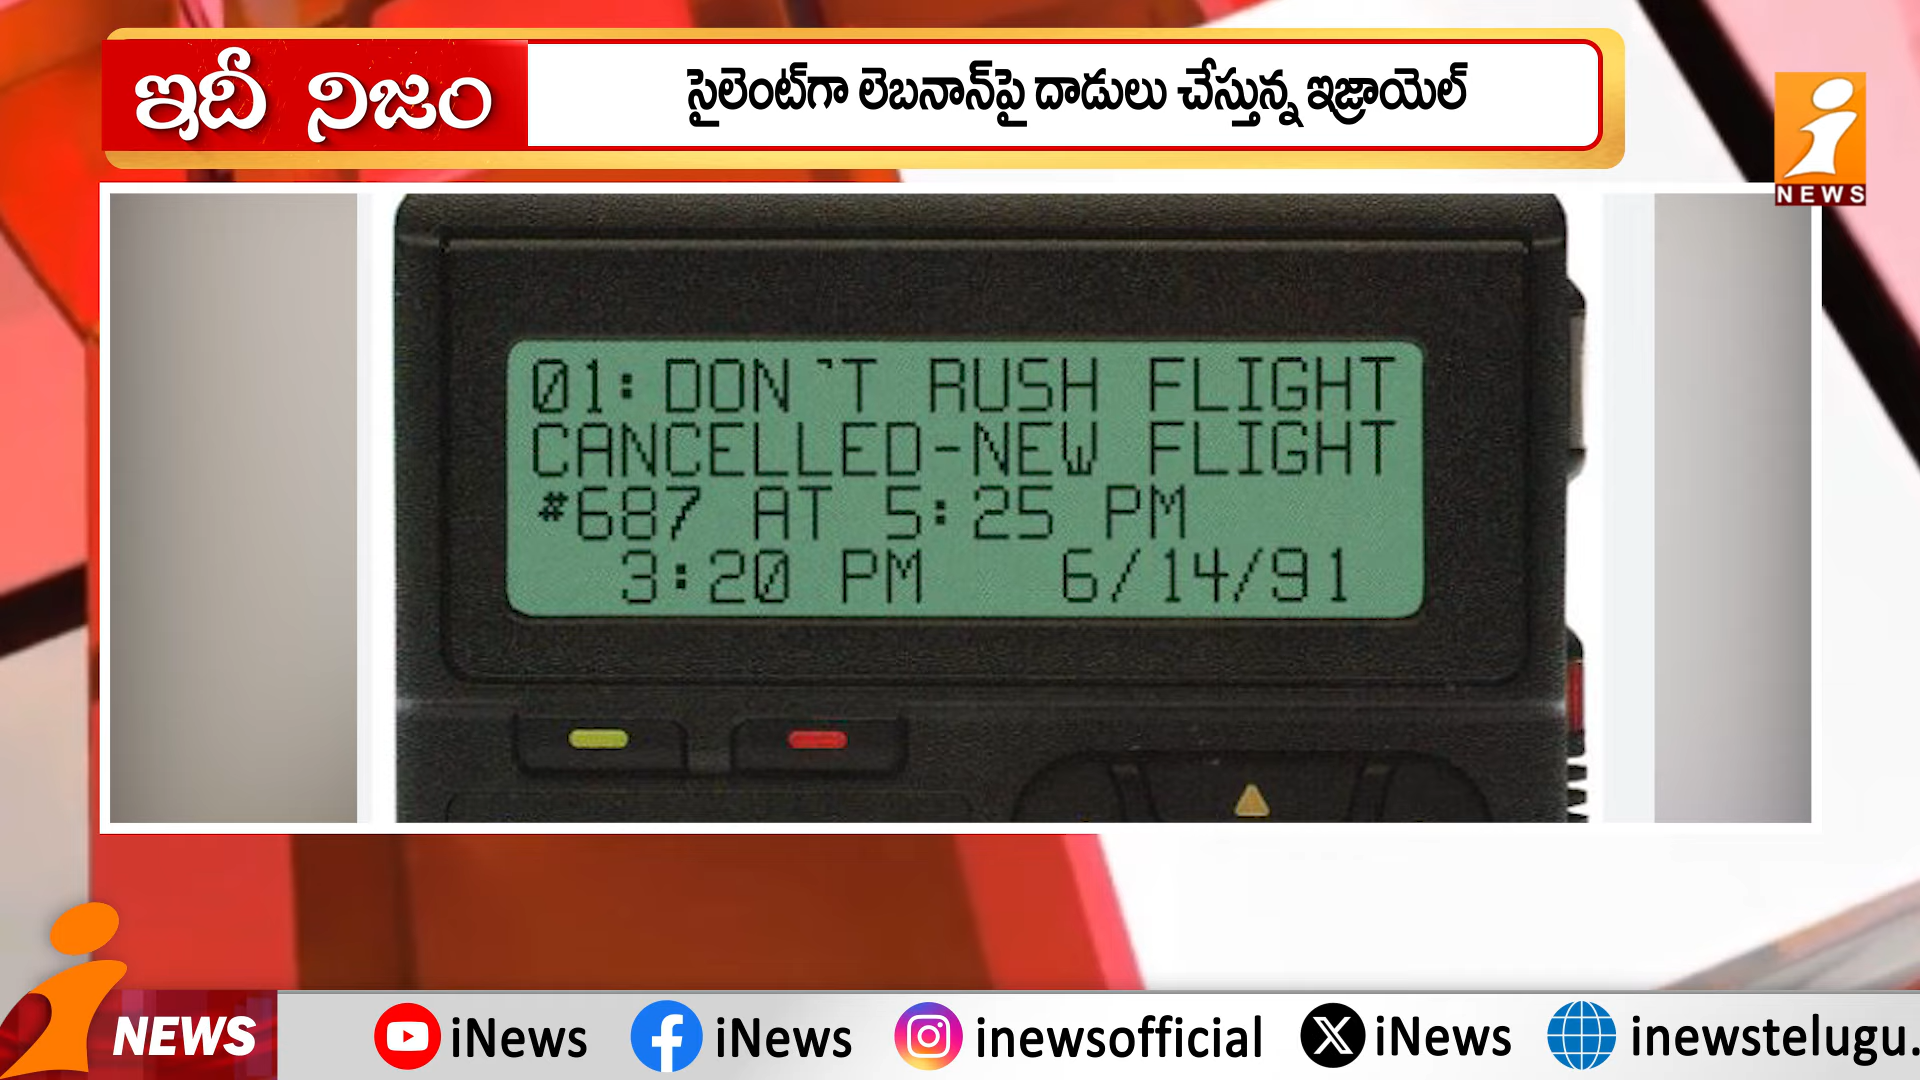 ఇదీ నిజం
సైలెంట్‌గా లెబనాన్‌పై దాడులు చేస్తున్న ఇజ్రాయెల్
i
NEWS
01: DON'T RUSH FLIGHT
CANCELLED-NEW FLIGHT
#687 AT 5:25 PM
3:20 PM 6/14/91
i NEWS
iNews
iNews
inewsofficial
iNews
inewstelugu.